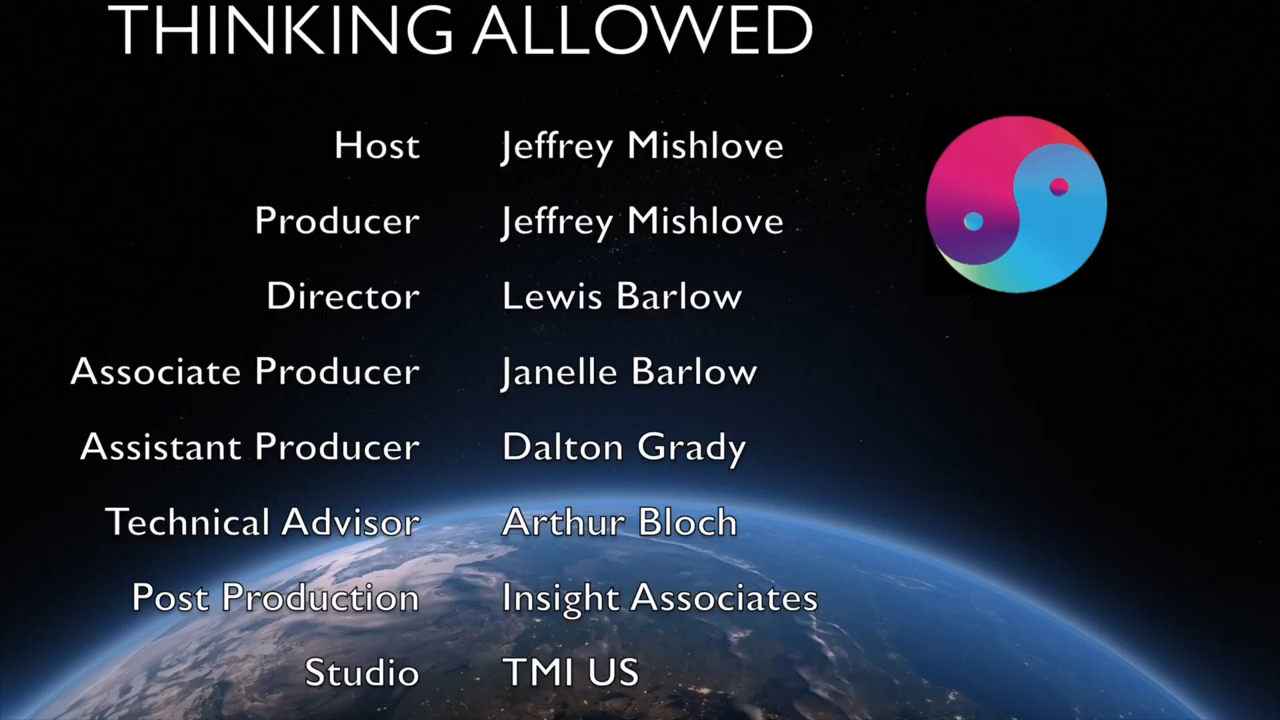 THINKING ALLOWED
Host Jeffrey Mishlove
Producer Jeffrey Mishlove
Director Lewis Barlow
Associate Producer Janelle Barlow
Assistant Producer Dalton Grady
Technical Advisor Arthur Bloch
Post Production Insight Associates
Studio TMI US